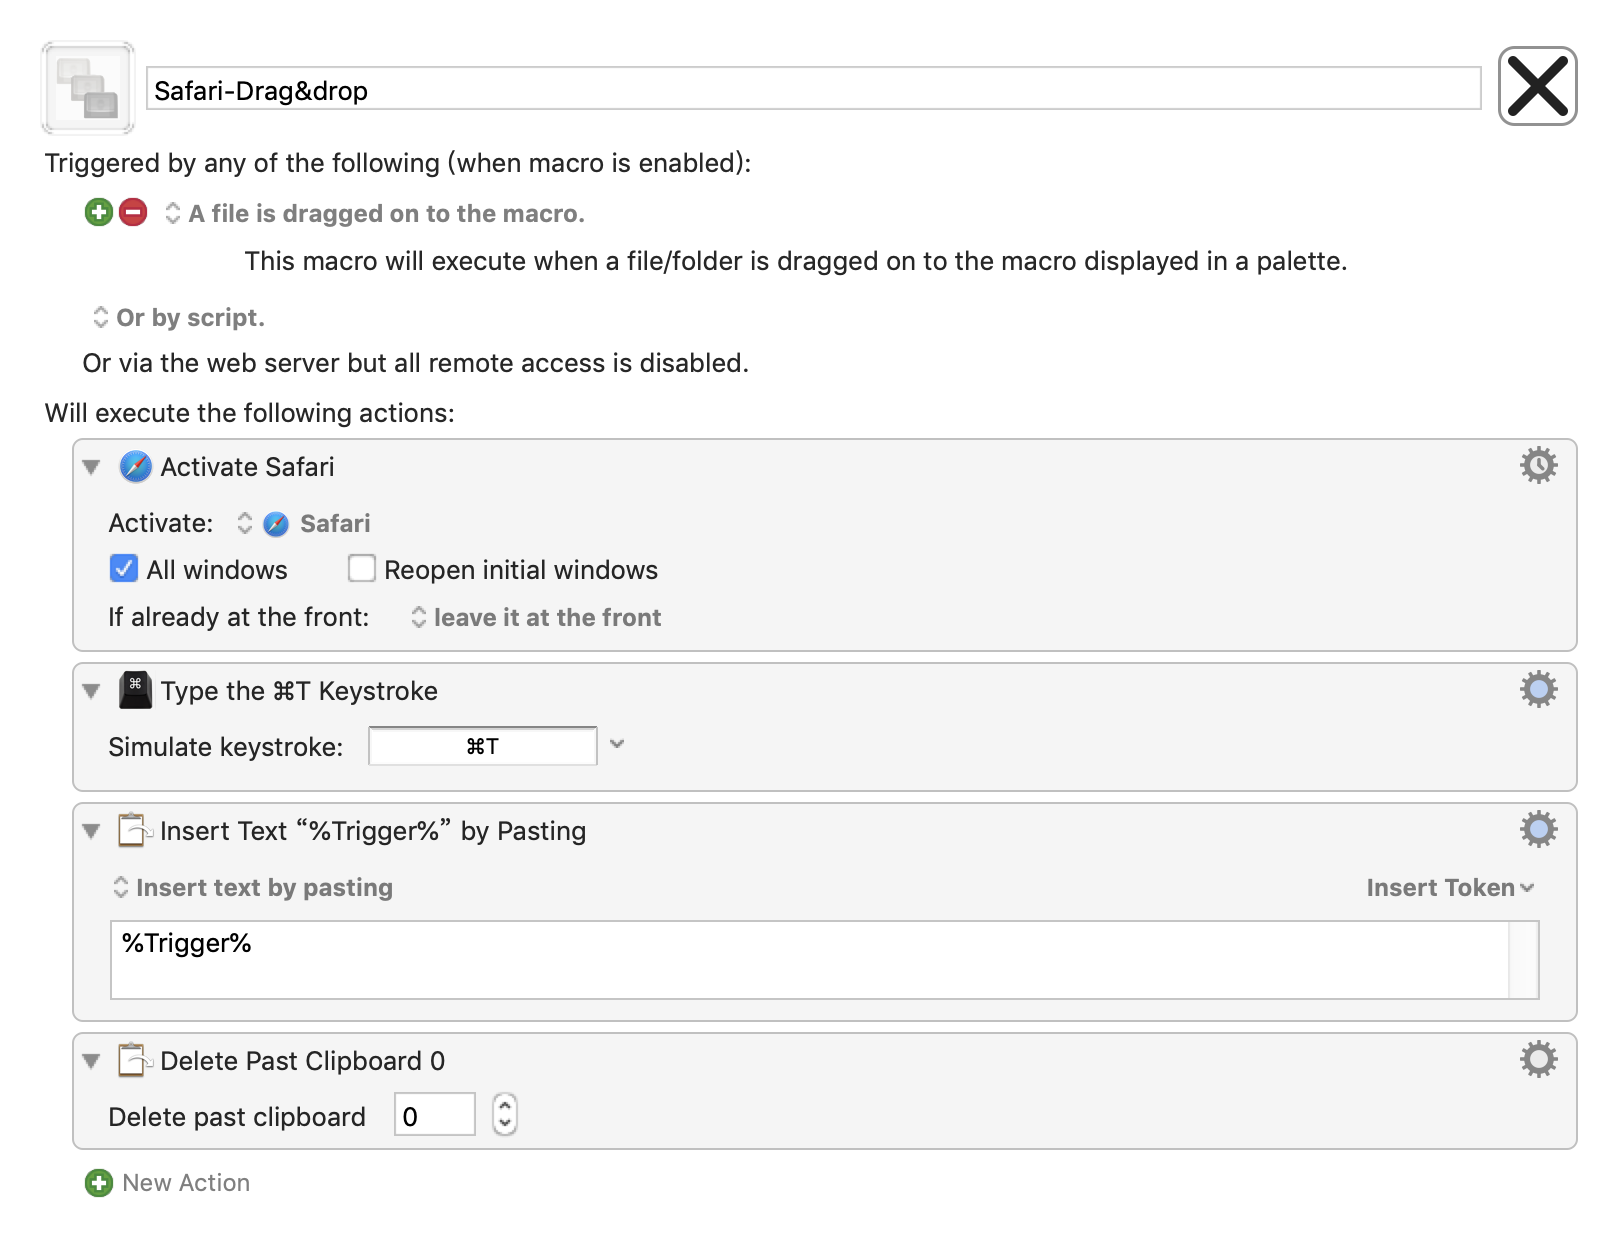 Safari-Drag&drop
Triggered by any of the following (when macro is enabled):
A file is dragged on to the macro.
This macro will execute when a file/folder is dragged on to the macro displayed in a palette.
Or by script.
Or via the web server but all remote access is disabled.
Will execute the following actions:
Activate Safari
Activate: Safari
All windows Reopen initial windows
If already at the front: leave it at the front
⌘
Type the ⌘T Keystroke
Simulate keystroke: ⌘T
Insert Text “%Trigger%” by Pasting
Insert text by pasting Insert Token
%Trigger%
Delete Past Clipboard 0
Delete past clipboard 0
New Action